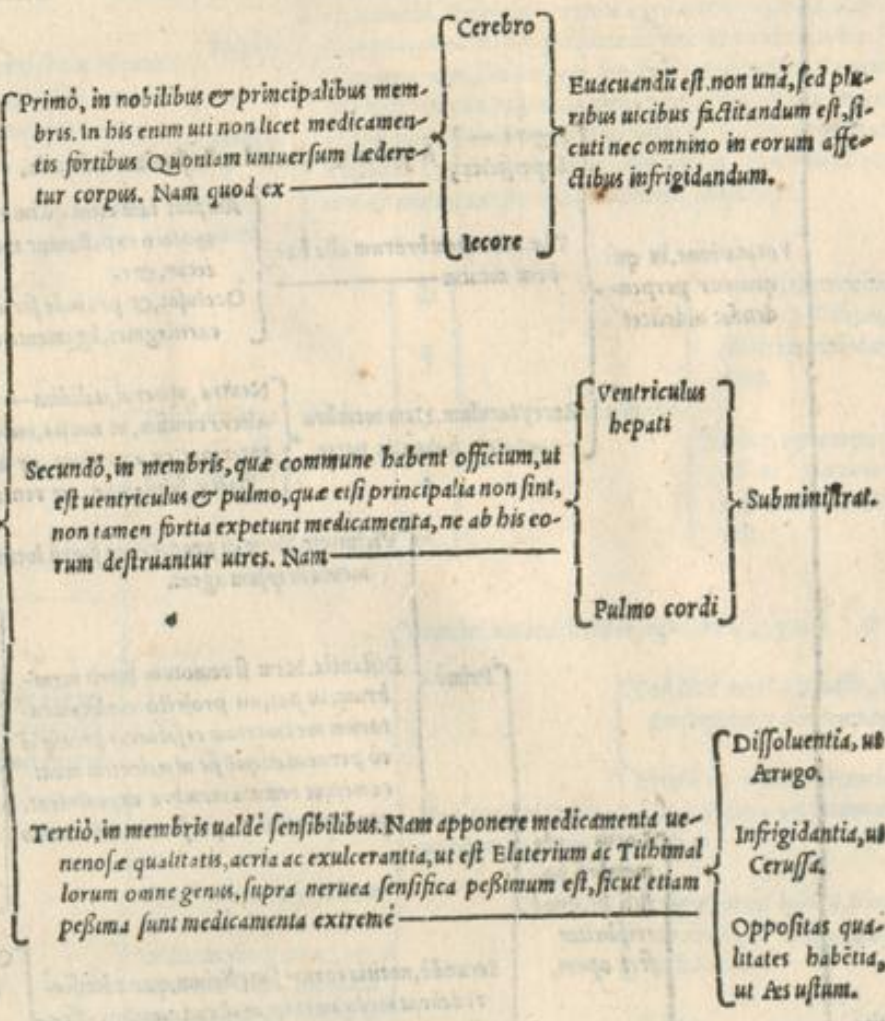 Primò, in nobilibus & principalibus mem-
bris. In his enim uti non licet medicamen-
tis fortibus Quoniam uniuersum læderе-
tur corpus. Nam quod ex
Cerebro
Iecore
Euacuandũ est. non unà, sed plu-
ribus uicibus factitandum est, si-
cuti nec omnino in eorum affe-
ctibus infrigidandum.
Secundò, in membris, quæ commune habent officium, ut
est uentriculus & pulmo, quæ etsi principalia non sint,
non tamen fortia expetunt medicamenta, ne ab his eo-
rum destruantur uires. Nam
Ventriculus
hepati
Pulmo cordi
Subministrat.
Tertiò, in membris ualdè sensibilibus. Nam apponere medicamenta ue-
nenosæ qualitatis, acria ac exulcerantia, ut est Elaterium ac Tithimal
lorum omne genus, supra neruea sensifica peßimum est, sicut etiam
peßima sunt medicamenta extremè
Dissoluentia, ut
Ærugo.
Infrigidantia, ut
Cerussa.
Oppositas qua-
litates habẽtia,
ut Æs ustum.